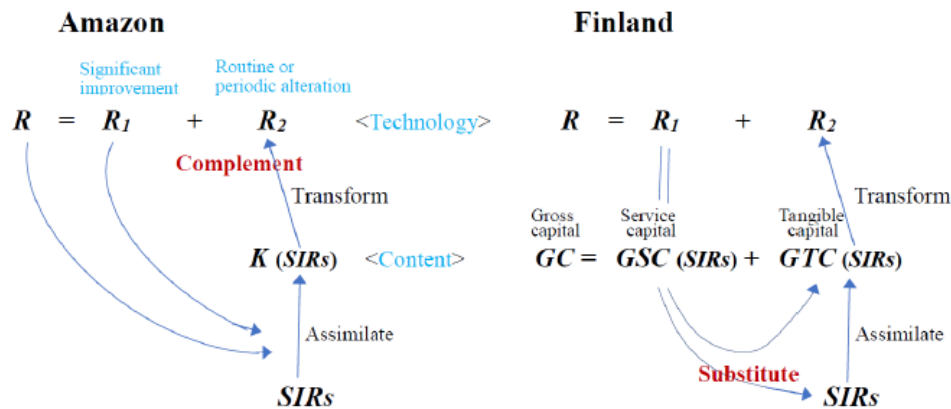 Amazon Finland
Significant improvement Routine or periodic alteration
R = R1 + R2 <Technology> R = R1 + R2
Complement
Transform Transform
Gross capital Service capital Tangible capital
K (SIRs) <Content> GC = GSC (SIRs) + GTC (SIRs)
Assimilate Assimilate
Substitute
SIRs SIRs